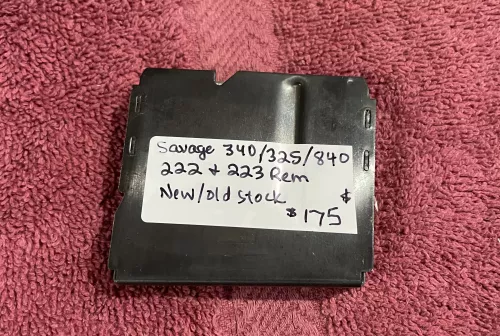 Savage 340/325/840
222 + 223 Rem
New/old stock
$175